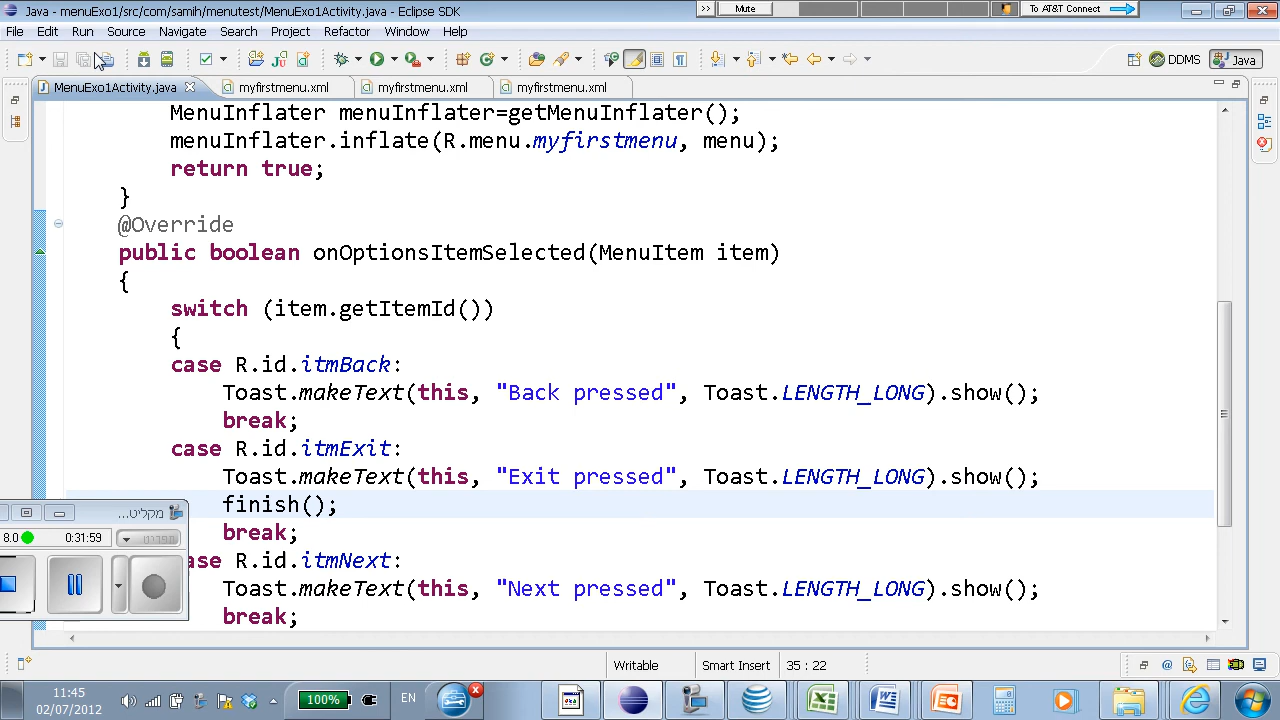 Java - menuExo1/src/com/samih/menutest/MenuExo1Activity.java - Eclipse SDK
>> Mute To AT&T Connect
File Edit Run Source Navigate Search Project Refactor Window Help
DDMS Java
MenuExo1Activity.java myfirstmenu.xml myfirstmenu.xml myfirstmenu.xml
MenuInflater menuInflater=getMenuInflater();
menuInflater.inflate(R.menu.myfirstmenu, menu);
return true;
}
@Override
public boolean onOptionsItemSelected(MenuItem item)
{
switch (item.getItemId())
{
case R.id.itmBack:
Toast.makeText(this, "Back pressed", Toast.LENGTH_LONG).show();
break;
case R.id.itmExit:
Toast.makeText(this, "Exit pressed", Toast.LENGTH_LONG).show();
finish();
break;
ase R.id.itmNext:
Toast.makeText(this, "Next pressed", Toast.LENGTH_LONG).show();
break;
מקליט...
8.0 0:31:59 תפריט
Writable Smart Insert 35 : 22
11:45
02/07/2012
100% EN